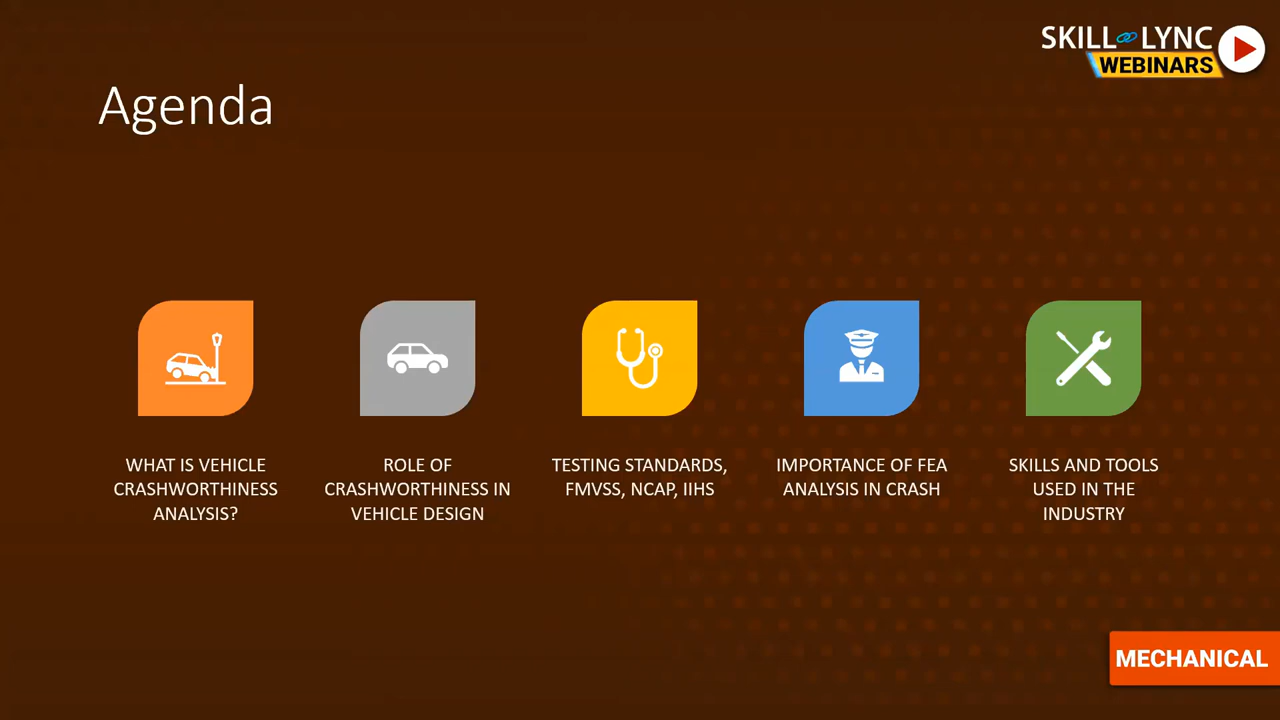 SKILL LYNC
WEBINARS
Agenda
WHAT IS VEHICLE
CRASHWORTHINESS
ANALYSIS?
ROLE OF
CRASHWORTHINESS IN
VEHICLE DESIGN
TESTING STANDARDS,
FMVSS, NCAP, IIHS
IMPORTANCE OF FEA
ANALYSIS IN CRASH
SKILLS AND TOOLS
USED IN THE
INDUSTRY
MECHANICAL